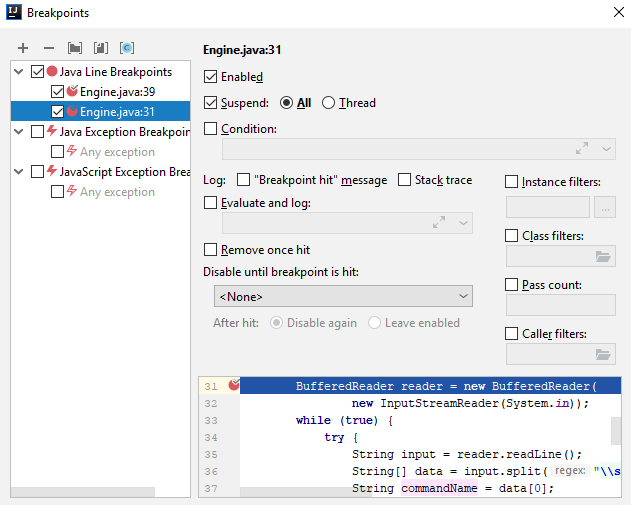 IJ Breakpoints
Engine.java:31
Java Line Breakpoints
Engine.java:39
Engine.java:31
Java Exception Breakpoin
Any exception
JavaScript Exception Brea
Any exception
Enabled
Suspend: All Thread
Condition:
Log: "Breakpoint hit" message Stack trace
Evaluate and log:
Remove once hit
Disable until breakpoint is hit:
<None>
After hit: Disable again Leave enabled
Instance filters:
...
Class filters:
Pass count:
Caller filters:
31 BufferedReader reader = new BufferedReader(
32 new InputStreamReader(System.in));
33 while (true) {
34 try {
35 String input = reader.readLine();
36 String[] data = input.split( regex: "\\s
37 String commandName = data[0];